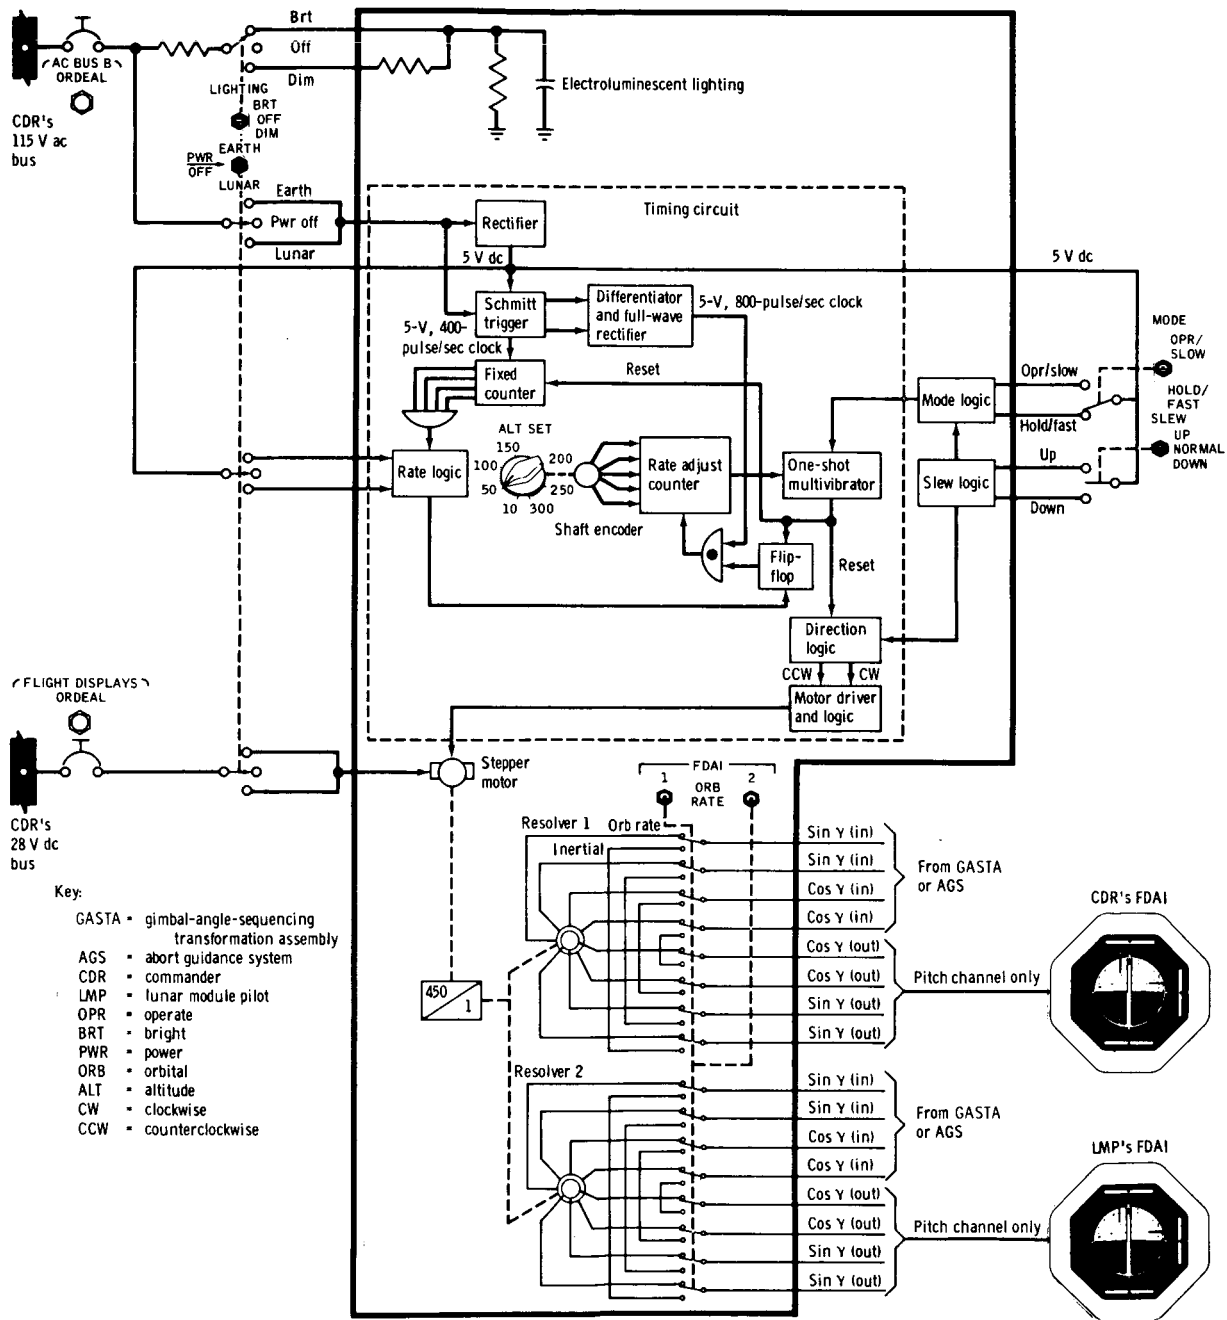 Brt
Off
Dim
AC BUS B
ORDEAL
CDR's
115 V ac
bus
LIGHTING
BRT
OFF
DIM
PWR
OFF
EARTH
LUNAR
Electroluminescent lighting
Earth
Pwr off
Lunar
Timing circuit
Rectifier
5 V dc
5 V dc
Schmitt
trigger
Differentiator
and full-wave
rectifier
5-V, 800-pulse/sec clock
5-V, 400-
pulse/sec clock
Fixed
counter
Reset
MODE
OPR/
SLOW
HOLD/
FAST
Opr/slow
Mode logic
Hold/fast
SLEW
UP
NORMAL
DOWN
Up
Slew logic
Down
Rate logic
ALT SET
150
200
100
50
250
10
300
Shaft encoder
Rate adjust
counter
One-shot
multivibrator
Flip-
flop
Reset
Direction
logic
CCW
CW
Motor driver
and logic
FLIGHT DISPLAYS
ORDEAL
CDR's
28 V dc
bus
Stepper
motor
FDAI
1
2
ORB
RATE
Resolver 1
Orb rate
Inertial
Sin γ (in)
Sin γ (in)
Cos γ (in)
Cos γ (in)
From GASTA
or AGS
Cos γ (out)
Cos γ (out)
Sin γ (out)
Sin γ (out)
Pitch channel only
CDR's FDAI
450
1
Resolver 2
Sin γ (in)
Sin γ (in)
Cos γ (in)
Cos γ (in)
From GASTA
or AGS
Cos γ (out)
Cos γ (out)
Sin γ (out)
Sin γ (out)
Pitch channel only
LMP's FDAI
Key:
GASTA = gimbal-angle-sequencing
transformation assembly
AGS = abort guidance system
CDR = commander
LMP = lunar module pilot
OPR = operate
BRT = bright
PWR = power
ORB = orbital
ALT = altitude
CW = clockwise
CCW = counterclockwise